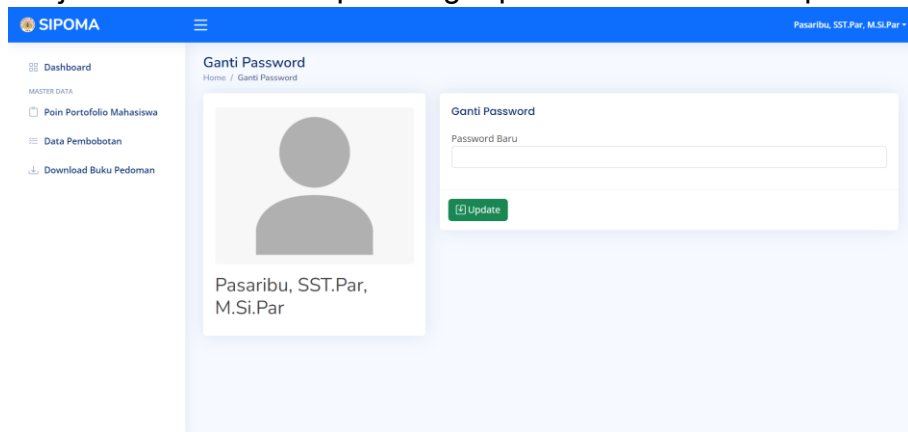 SIPOMA
Pasaribu, SST.Par, M.Si.Par
Dashboard
MASTER DATA
Poin Portofolio Mahasiswa
Data Pembobotan
Download Buku Pedoman
Ganti Password
Home / Ganti Password
Pasaribu, SST.Par,
M.Si.Par
Ganti Password
Password Baru
Update